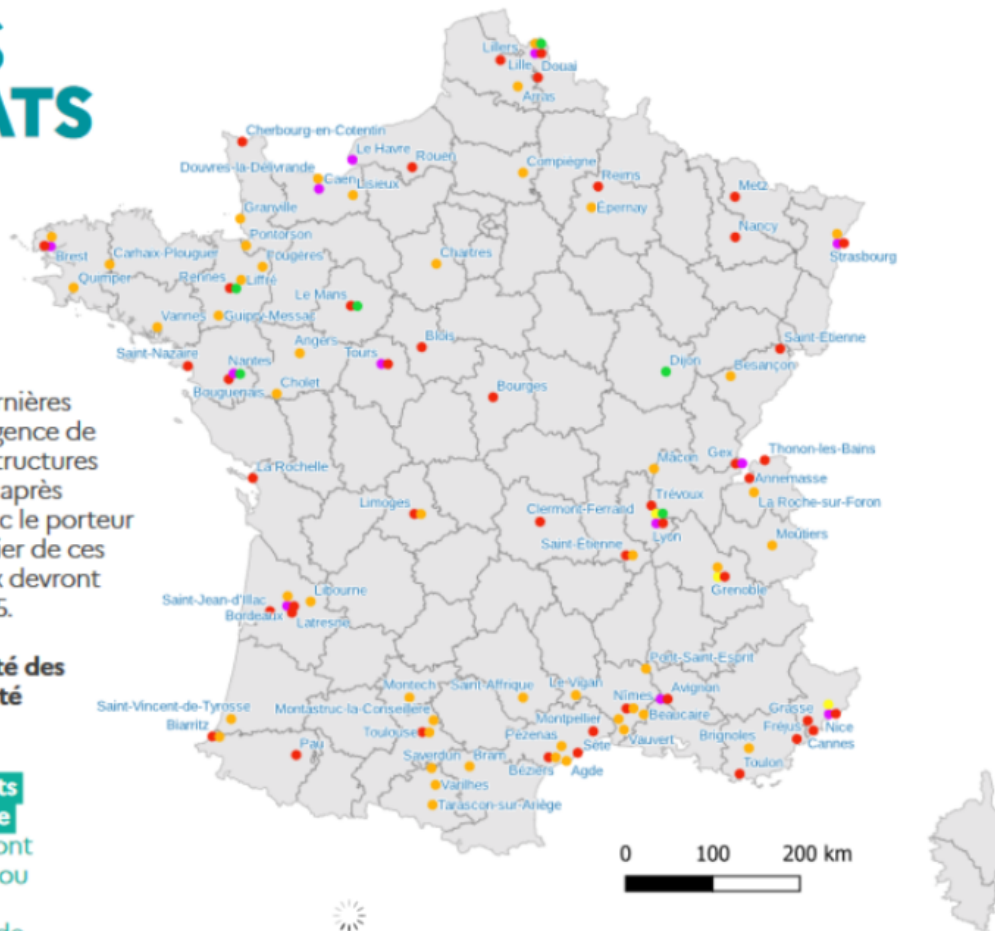 S
ATS
Lillers
Lille
Douai
Arras
Cherbourg-en-Cotentin
Le Havre
Rouen
Douvres-la-Délivrande
Caen
Lisieux
Compiègne
Reims
Épernay
Metz
Nancy
Strasbourg
Granville
Pontorson
Fougères
Chartres
Brest
Carhaix-Plouguer
Quimper
Rennes
Liffré
Le Mans
Vannes
Guipry-Messac
Saint-Nazaire
Angers
Tours
Blois
Nantes
Bouguenais
Cholet
Bourges
Dijon
Saint-Étienne
Besançon
rnières
gence de
tructures
après
c le porteur
ier de ces
x devront
5.
La Rochelle
Limoges
Clermont-Ferrand
Saint-Étienne
Mâcon
Gex
Thonon-les-Bains
Annemasse
La Roche-sur-Foron
Trévoux
Lyon
Moûtiers
Grenoble
Saint-Jean-d'Illac
Libourne
Bordeaux
Latresne
té des
té
Saint-Vincent-de-Tyrosse
Biarritz
Pau
Montech
Saint-Affrique
Le Vigan
Pont-Saint-Esprit
Montastruc-la-Conseillère
Toulouse
Nîmes
Avignon
Beaucaire
Montpellier
Vauvert
Pézenas
Sète
Béziers
Agde
Saverdun
Bram
Varilhes
Tarascon-sur-Ariège
Brignoles
Toulon
Grasse
Fréjus
Nice
Cannes
ts
e
ont
ou
de
0 100 200 km